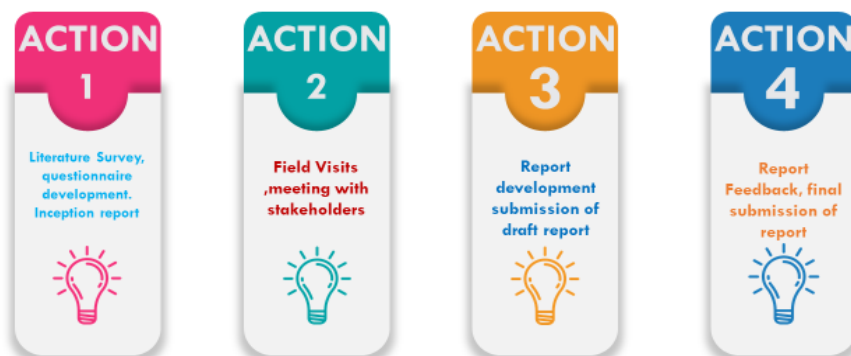 ACTION
1
Literature Survey,
questionnaire
development.
Inception report
ACTION
2
Field Visits
,meeting with
stakeholders
ACTION
3
Report
development
submission of
draft report
ACTION
4
Report
Feedback, final
submission of
report